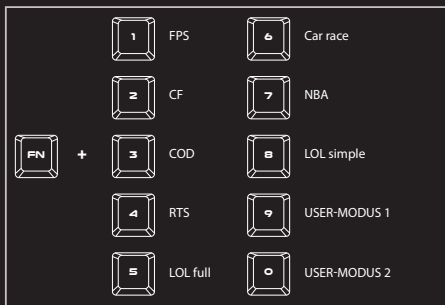 1 FPS 6 Car race
2 CF 7 NBA
FN + 3 COD 8 LOL simple
4 RTS 9 USER-MODUS 1
5 LOL full 0 USER-MODUS 2